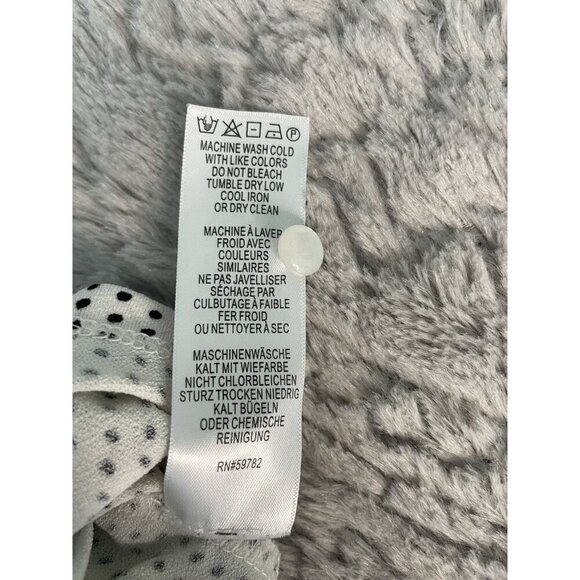 P
MACHINE WASH COLD
WITH LIKE COLORS
DO NOT BLEACH
TUMBLE DRY LOW
COOL IRON
OR DRY CLEAN
MACHINE À LAVER
FROID AVEC
COULEURS
SIMILAIRES
NE PAS JAVELLISER
SÉCHAGE PAR
CULBUTAGE À FAIBLE
FER FROID
OU NETTOYER À SEC
MASCHINENWÄSCHE
KALT MIT WIEFARBE
NICHT CHLORBLEICHEN
STURZ TROCKEN NIEDRIG
KALT BÜGELN
ODER CHEMISCHE
REINIGUNG
RN#59782